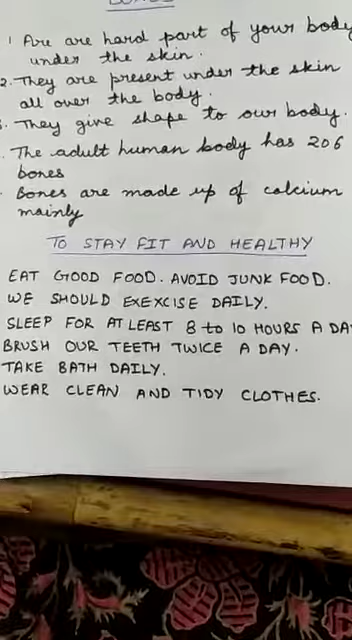 BONES
1 Are are hard part of your body
under the skin.
2. They are present under the skin
all over the body.
3. They give shape to our body.
. The adult human body has 206
bones
. Bones are made up of calcium
mainly
TO STAY FIT AND HEALTHY
EAT GOOD FOOD. AVOID JUNK FOOD.
WE SHOULD EXEXCISE DAILY.
SLEEP FOR AT LEAST 8 to 10 HOURS A DAY
BRUSH OUR TEETH TWICE A DAY.
TAKE BATH DAILY.
WEAR CLEAN AND TIDY CLOTHES.